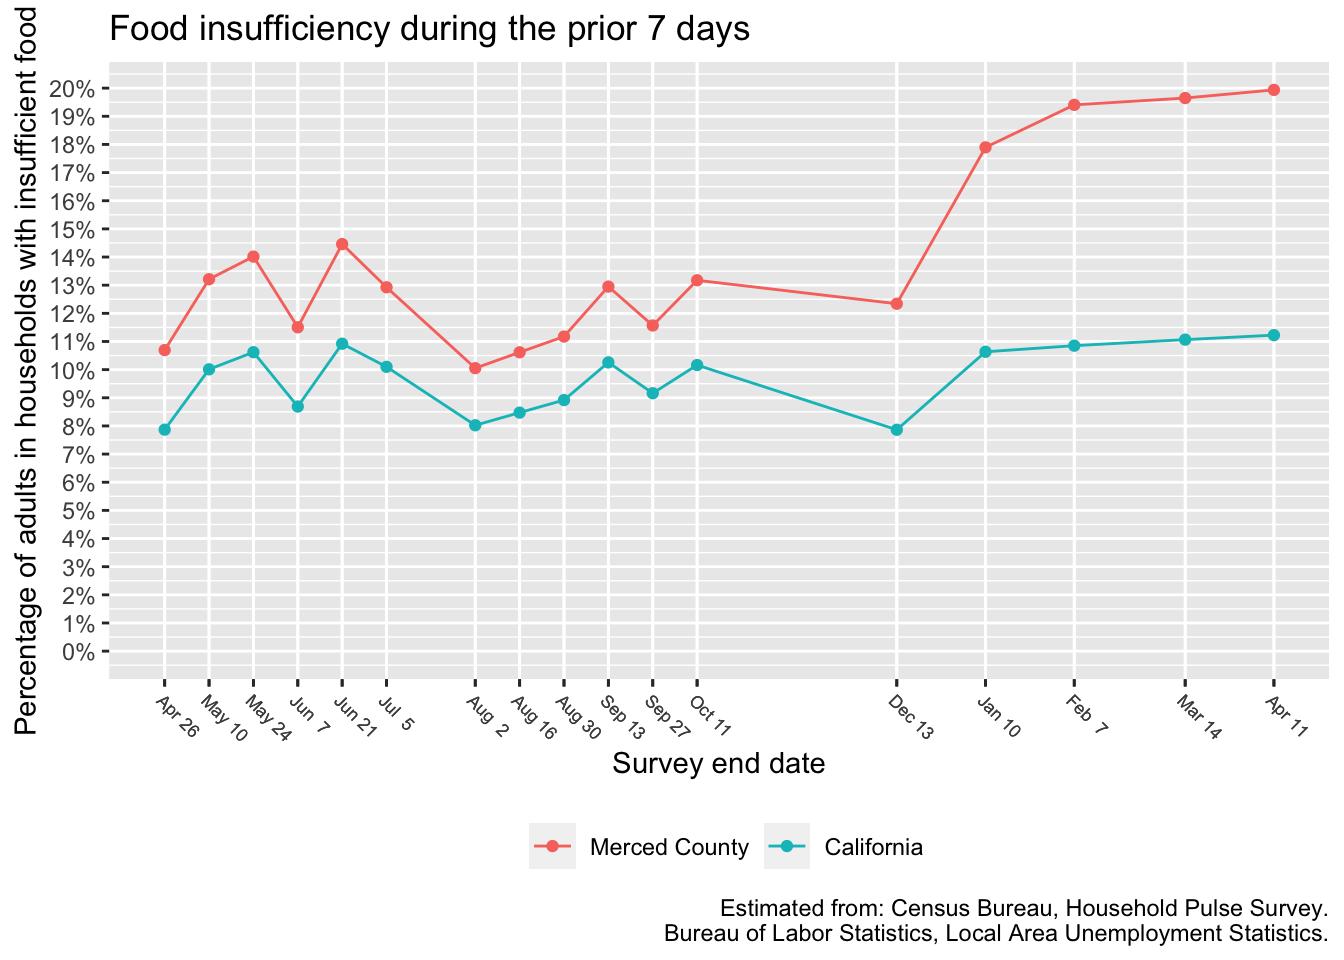 Food insufficiency during the prior 7 days
Percentage of adults in households with insufficient food
20%
19%
18%
17%
16%
15%
14%
13%
12%
11%
10%
9%
8%
7%
6%
5%
4%
3%
2%
1%
0%
Apr 26
May 10
May 24
Jun 7
Jun 21
Jul 5
Aug 2
Aug 16
Aug 30
Sep 13
Sep 27
Oct 11
Dec 13
Jan 10
Feb 7
Mar 14
Apr 11
Survey end date
Merced County
California
Estimated from: Census Bureau, Household Pulse Survey.
Bureau of Labor Statistics, Local Area Unemployment Statistics.